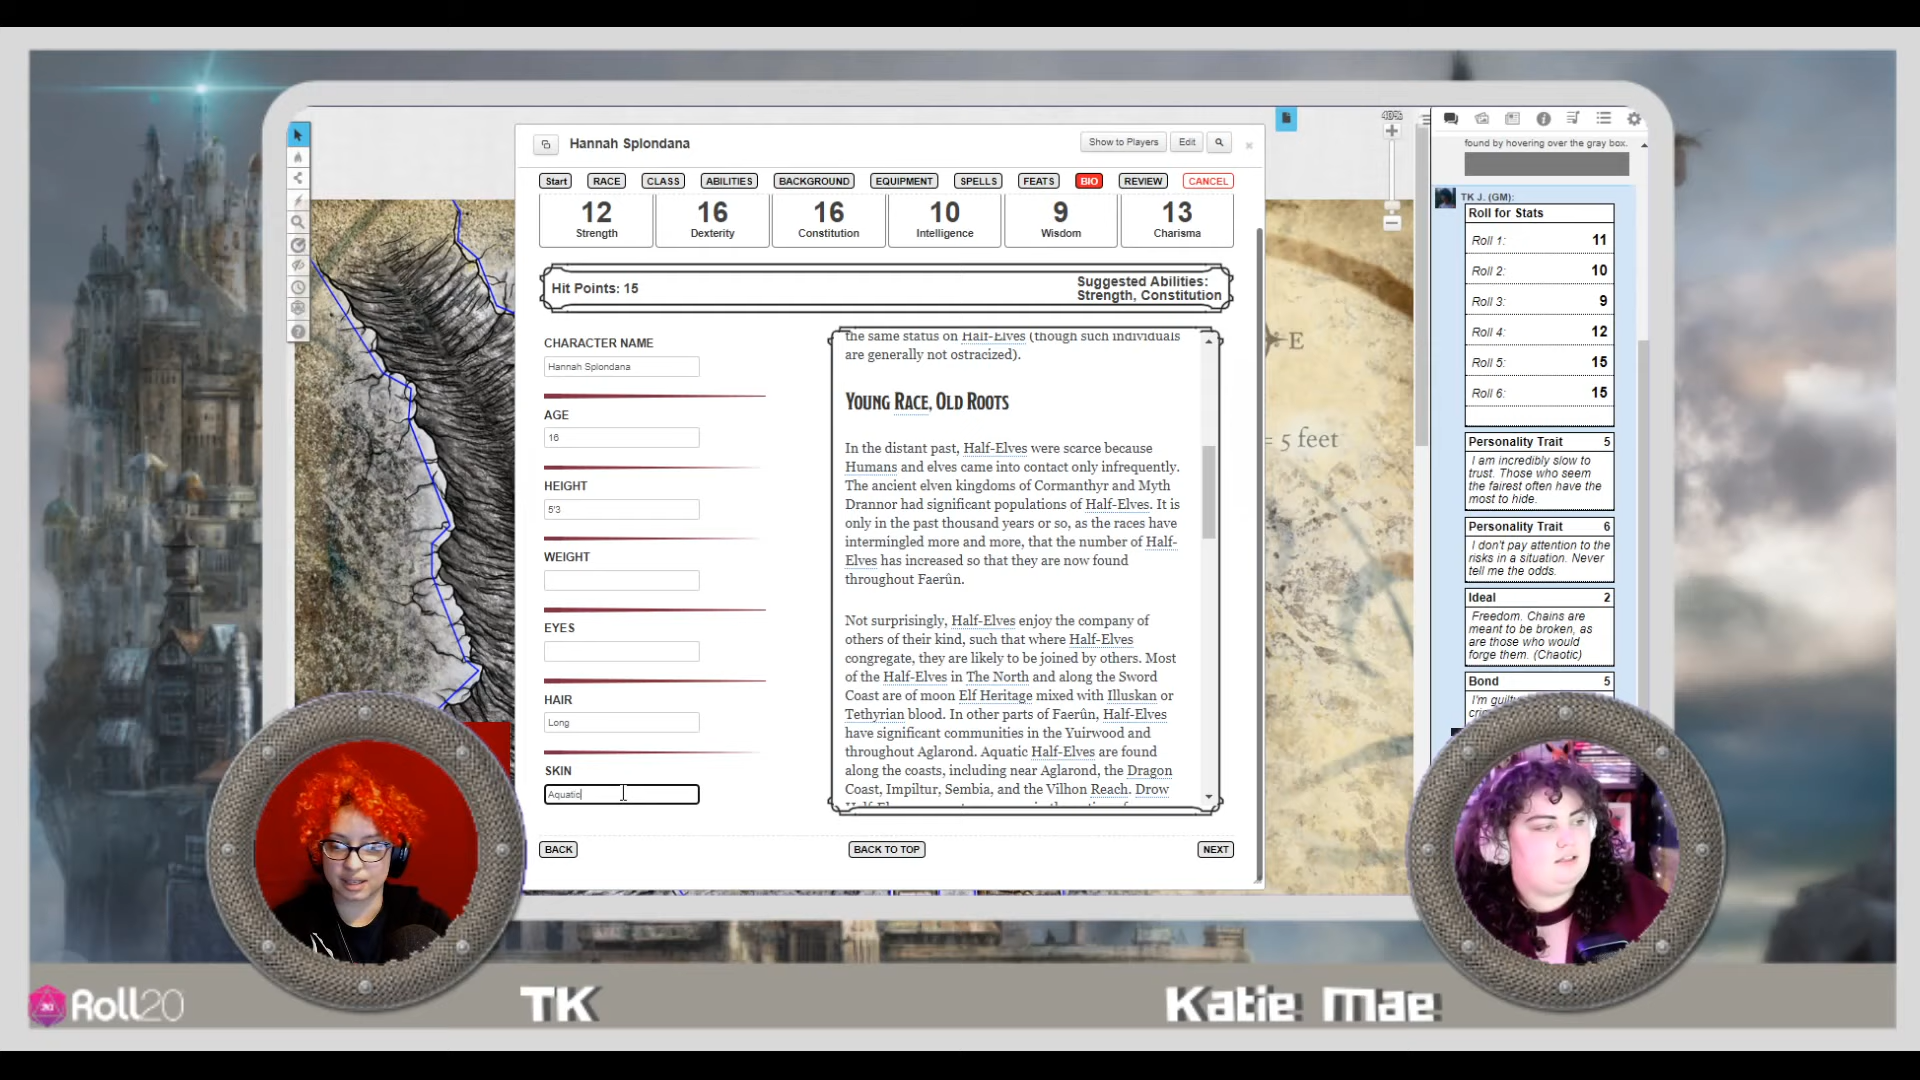 Hannah Splondana
Show to Players
Edit
Start
RACE
CLASS
ABILITIES
BACKGROUND
EQUIPMENT
SPELLS
FEATS
BIO
REVIEW
CANCEL
12
Strength
16
Dexterity
16
Constitution
10
Intelligence
9
Wisdom
13
Charisma
Hit Points: 15
Suggested Abilities:
Strength, Constitution
CHARACTER NAME
Hannah Splondana
AGE
16
HEIGHT
5'3
WEIGHT
EYES
HAIR
Long
SKIN
Aquatic
the same status on Half-Elves (though such individuals
are generally not ostracized).
YOUNG RACE, OLD ROOTS
In the distant past, Half-Elves were scarce because
Humans and elves came into contact only infrequently.
The ancient elven kingdoms of Cormanthyr and Myth
Drannor had significant populations of Half-Elves. It is
only in the past thousand years or so, as the races have
intermingled more and more, that the number of Half-
Elves has increased so that they are now found
throughout Faerûn.
Not surprisingly, Half-Elves enjoy the company of
others of their kind, such that where Half-Elves
congregate, they are likely to be joined by others. Most
of the Half-Elves in The North and along the Sword
Coast are of moon Elf Heritage mixed with Illuskan or
Tethyrian blood. In other parts of Faerûn, Half-Elves
have significant communities in the Yuirwood and
throughout Aglarond. Aquatic Half-Elves are found
along the coasts, including near Aglarond, the Dragon
Coast, Impiltur, Sembia, and the Vilhon Reach. Drow
BACK
BACK TO TOP
NEXT
40%
E
= 5 feet
found by hovering over the gray box.
TK J. (GM):
Roll for Stats
Roll 1: 11
Roll 2: 10
Roll 3: 9
Roll 4: 12
Roll 5: 15
Roll 6: 15
Personality Trait 5
I am incredibly slow to
trust. Those who seem
the fairest often have the
most to hide.
Personality Trait 6
I don't pay attention to the
risks in a situation. Never
tell me the odds.
Ideal 2
Freedom. Chains are
meant to be broken, as
are those who would
forge them. (Chaotic)
Bond 5
Roll20
TK
Katie Mae